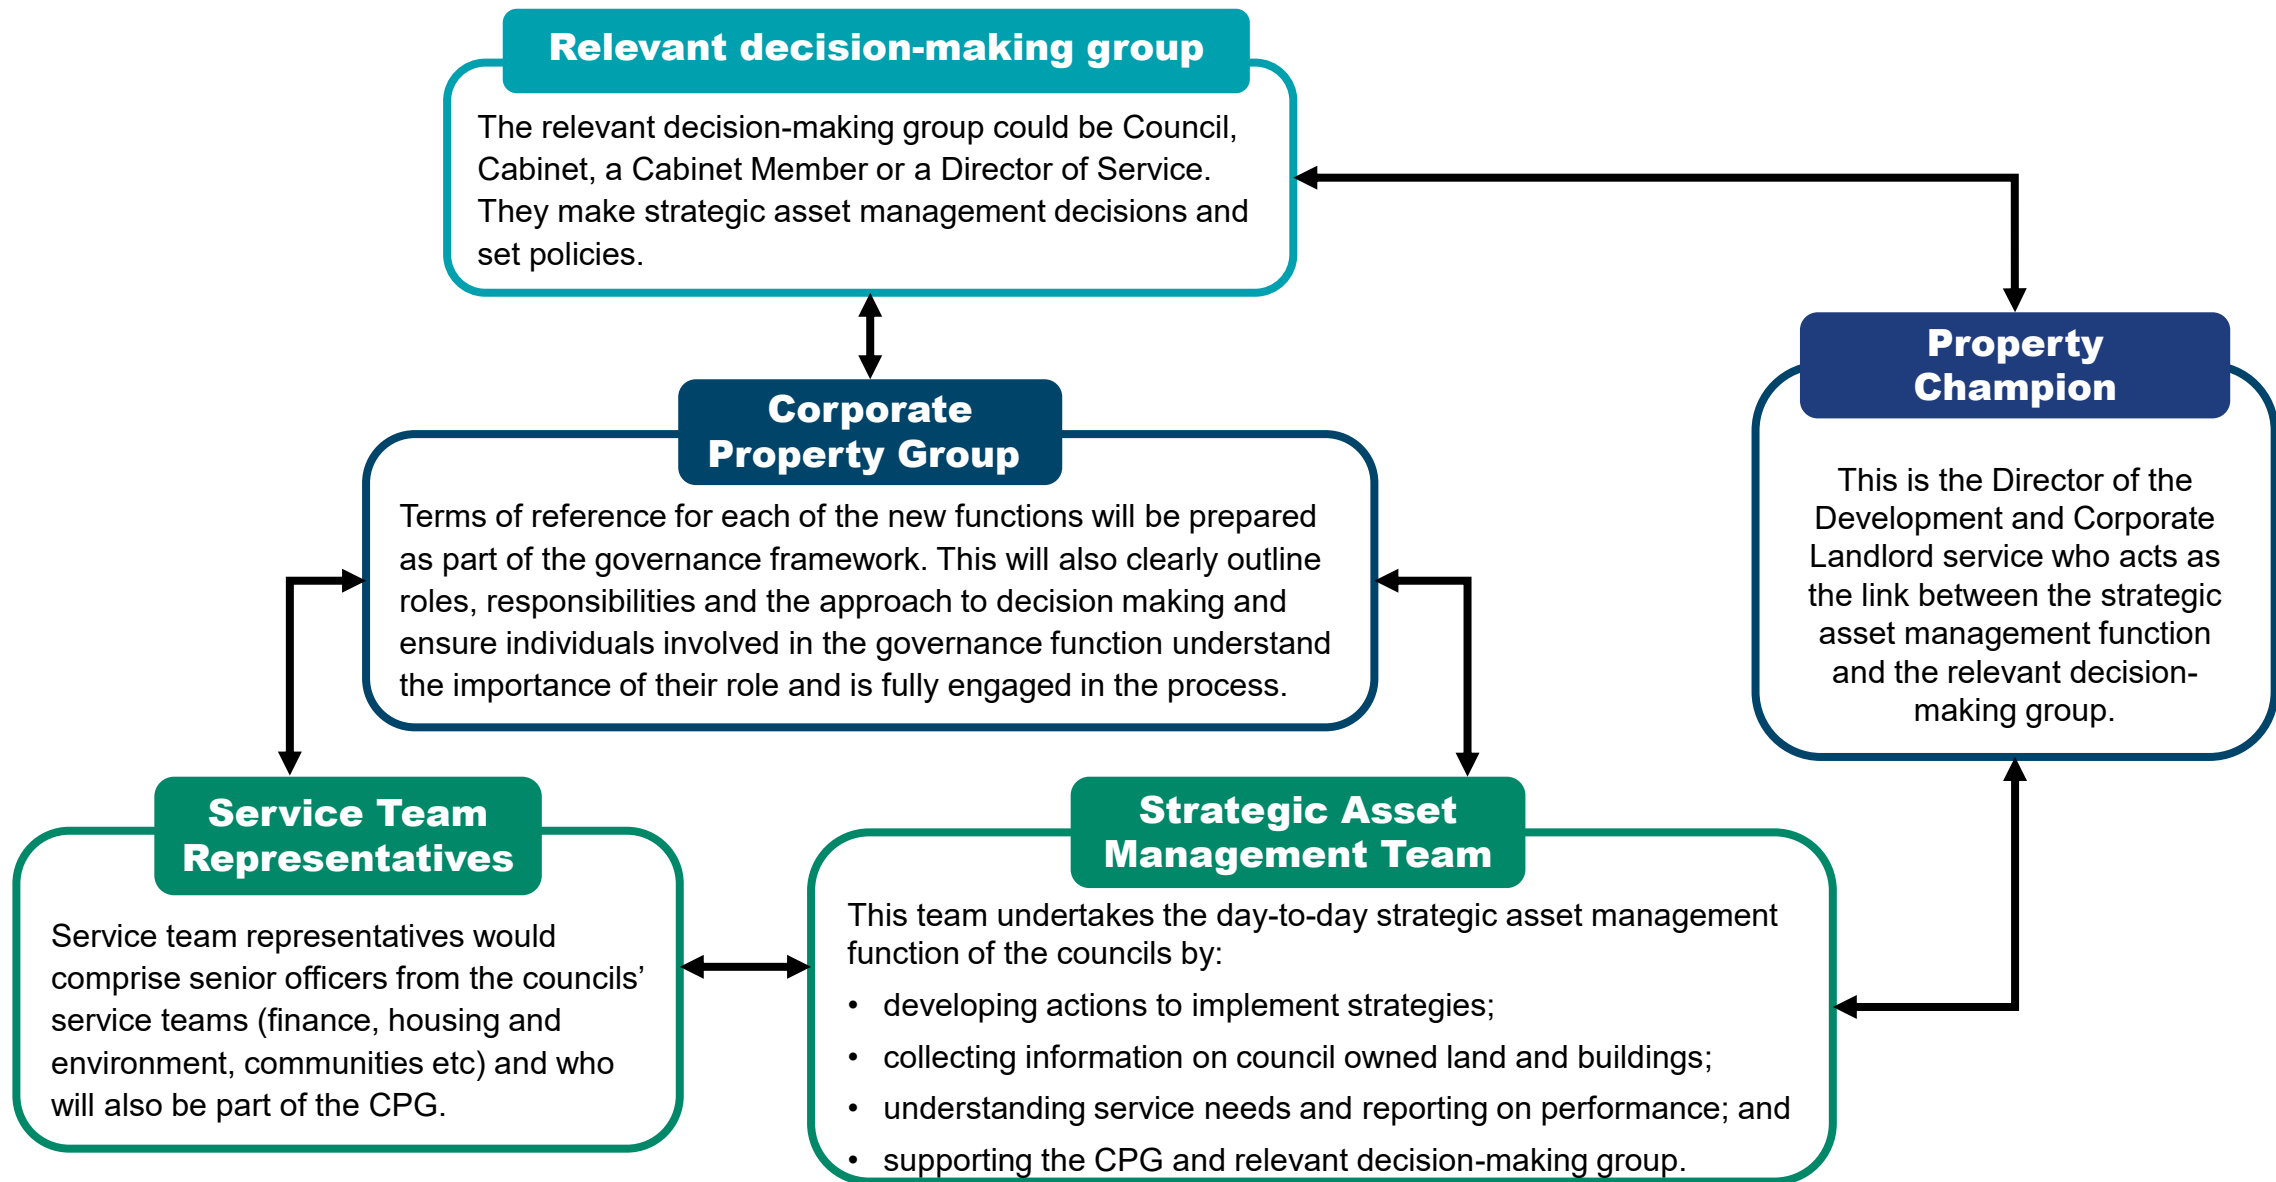 Relevant decision-making group
The relevant decision-making group could be Council,
Cabinet, a Cabinet Member or a Director of Service.
They make strategic asset management decisions and
set policies.
Property
Champion
This is the Director of the
Development and Corporate
Landlord service who acts as
the link between the strategic
asset management function
and the relevant decision-
making group.
Corporate
Property Group
Terms of reference for each of the new functions will be prepared
as part of the governance framework. This will also clearly outline
roles, responsibilities and the approach to decision making and
ensure individuals involved in the governance function understand
the importance of their role and is fully engaged in the process.
Service Team
Representatives
Service team representatives would
comprise senior officers from the councils’
service teams (finance, housing and
environment, communities etc) and who
will also be part of the CPG.
Strategic Asset
Management Team
This team undertakes the day-to-day strategic asset management
function of the councils by:
• developing actions to implement strategies;
• collecting information on council owned land and buildings;
• understanding service needs and reporting on performance; and
• supporting the CPG and relevant decision-making group.